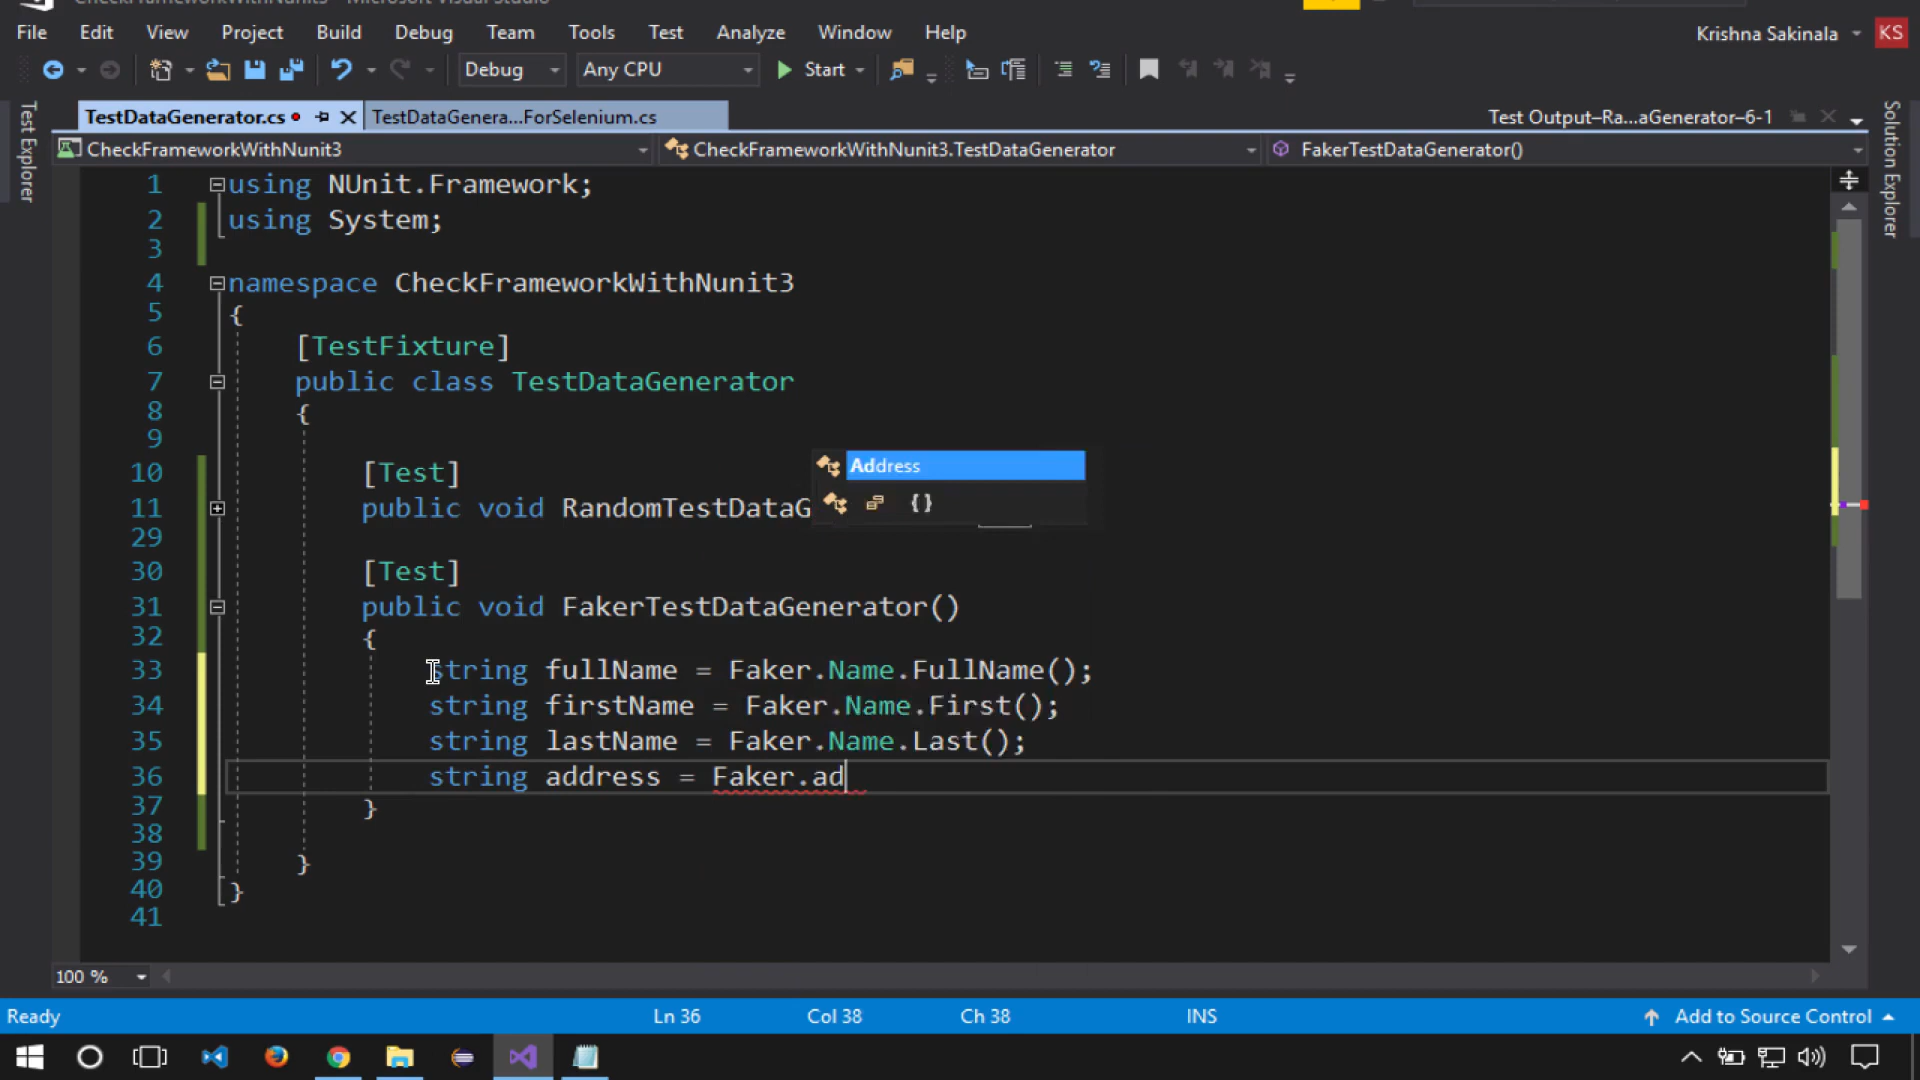 CheckFrameworkWithNunit3 - Microsoft Visual Studio
File Edit View Project Build Debug Team Tools Test Analyze Window Help
Krishna Sakinala KS
Debug Any CPU Start
TestDataGenerator.cs TestDataGenera...ForSelenium.cs Test Output–Ra...aGenerator–6-1
CheckFrameworkWithNunit3 CheckFrameworkWithNunit3.TestDataGenerator FakerTestDataGenerator()
Test Explorer
Solution Explorer
1 using NUnit.Framework;
2 using System;
3
4 namespace CheckFrameworkWithNunit3
5 {
6 [TestFixture]
7 public class TestDataGenerator
8 {
9
10 [Test]
11 public void RandomTestDataG
Address
{}
29
30 [Test]
31 public void FakerTestDataGenerator()
32 {
33 string fullName = Faker.Name.FullName();
34 string firstName = Faker.Name.First();
35 string lastName = Faker.Name.Last();
36 string address = Faker.ad
37 }
38
39 }
40 }
41
100 %
Ready Ln 36 Col 38 Ch 38 INS Add to Source Control